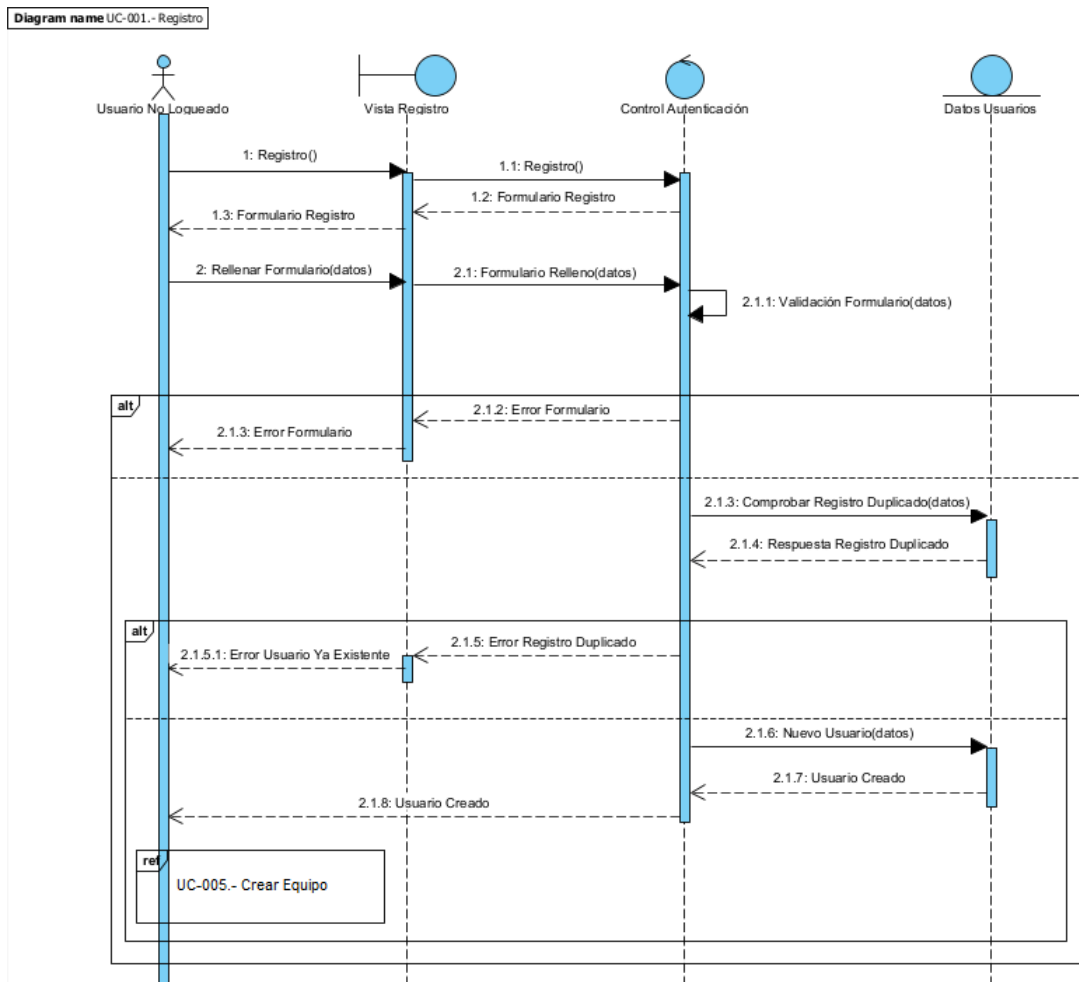 Diagram name UC-001.- Registro
Usuario No Logueado
Vista Registro
Control Autenticación
Datos Usuarios
1: Registro()
1.1: Registro()
1.2: Formulario Registro
1.3: Formulario Registro
2: Rellenar Formulario(datos)
2.1: Formulario Relleno(datos)
2.1.1: Validación Formulario(datos)
alt
2.1.2: Error Formulario
2.1.3: Error Formulario
2.1.3: Comprobar Registro Duplicado(datos)
2.1.4: Respuesta Registro Duplicado
alt
2.1.5: Error Registro Duplicado
2.1.5.1: Error Usuario Ya Existente
2.1.6: Nuevo Usuario(datos)
2.1.7: Usuario Creado
2.1.8: Usuario Creado
ref
UC-005.- Crear Equipo